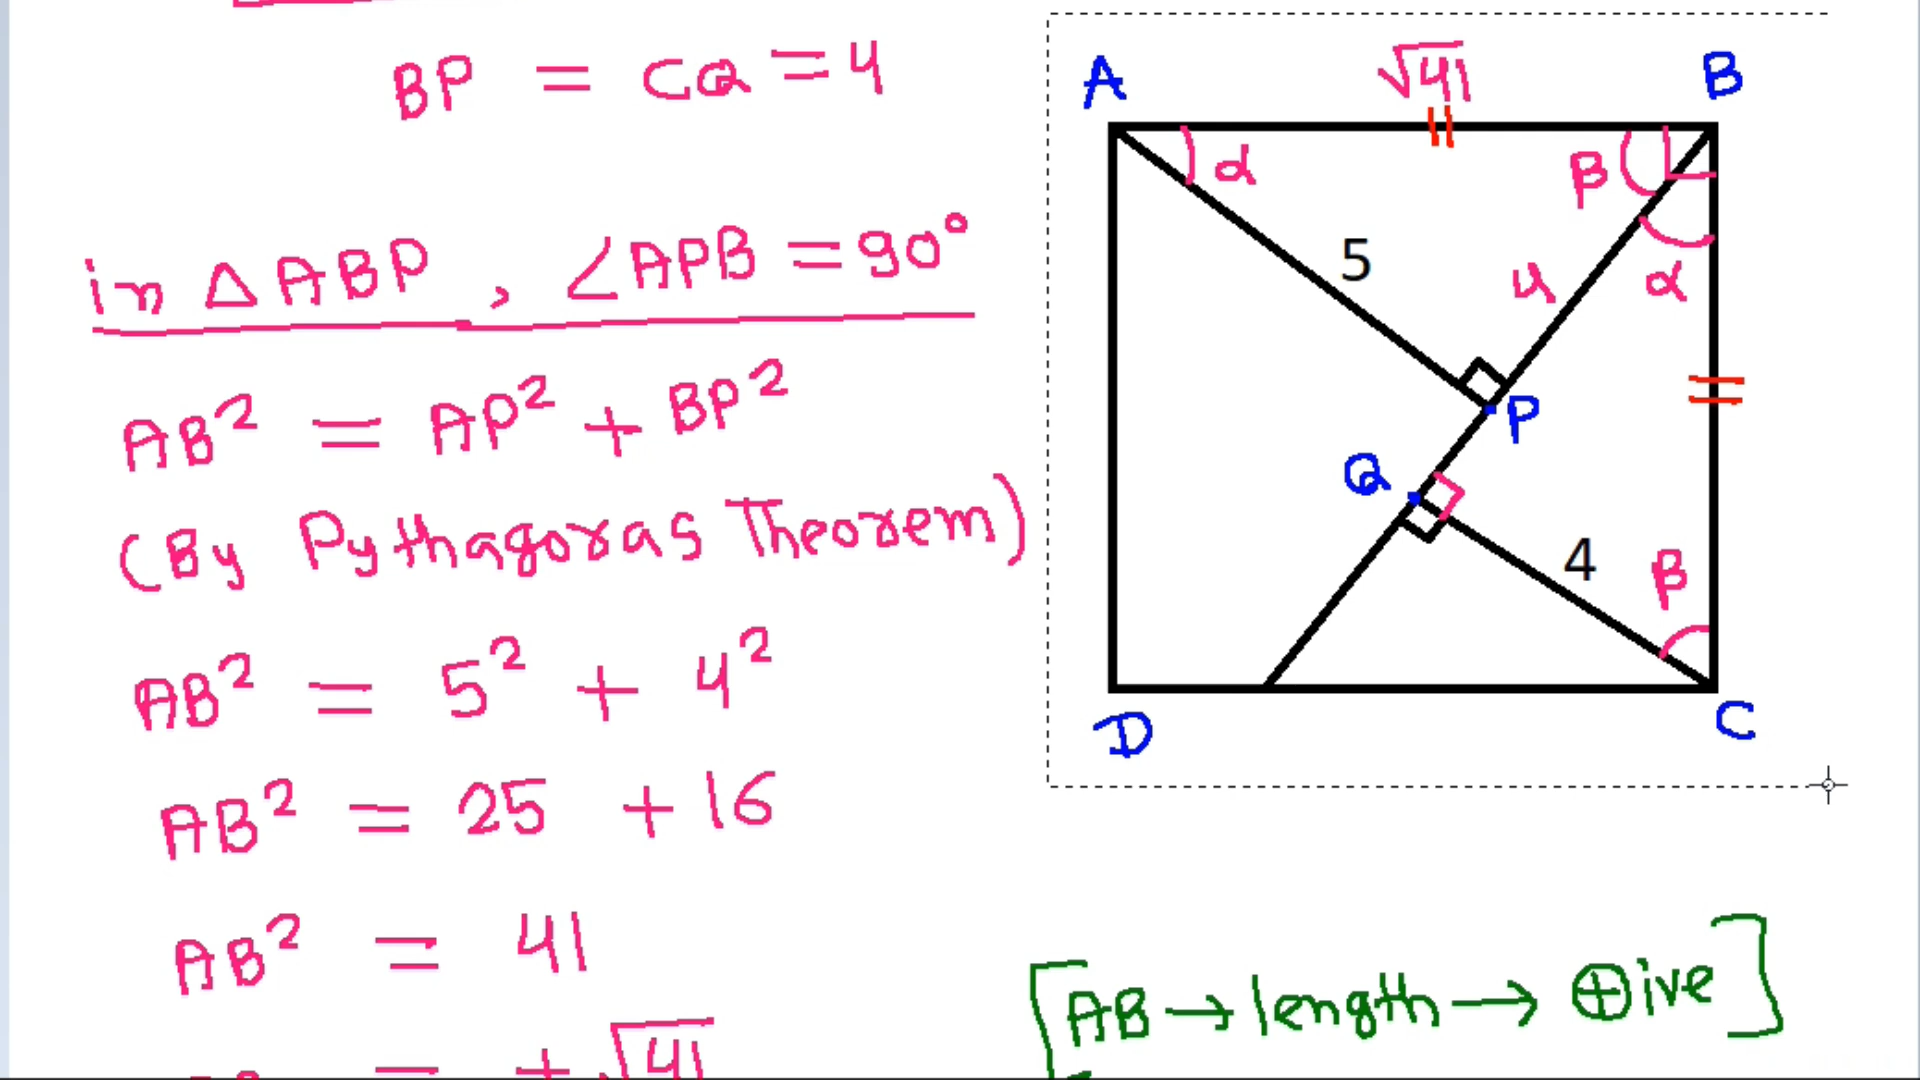 BP = CQ = 4
in △ABP, ∠APB = 90°
AB² = AP² + BP²
(By Pythagoras Theorem)
AB² = 5² + 4²
AB² = 25 + 16
AB² = 41
= + √41
A √41 B
α β
5 4 α
P
Q
4 β
D C
[AB → length → ⊕ive]